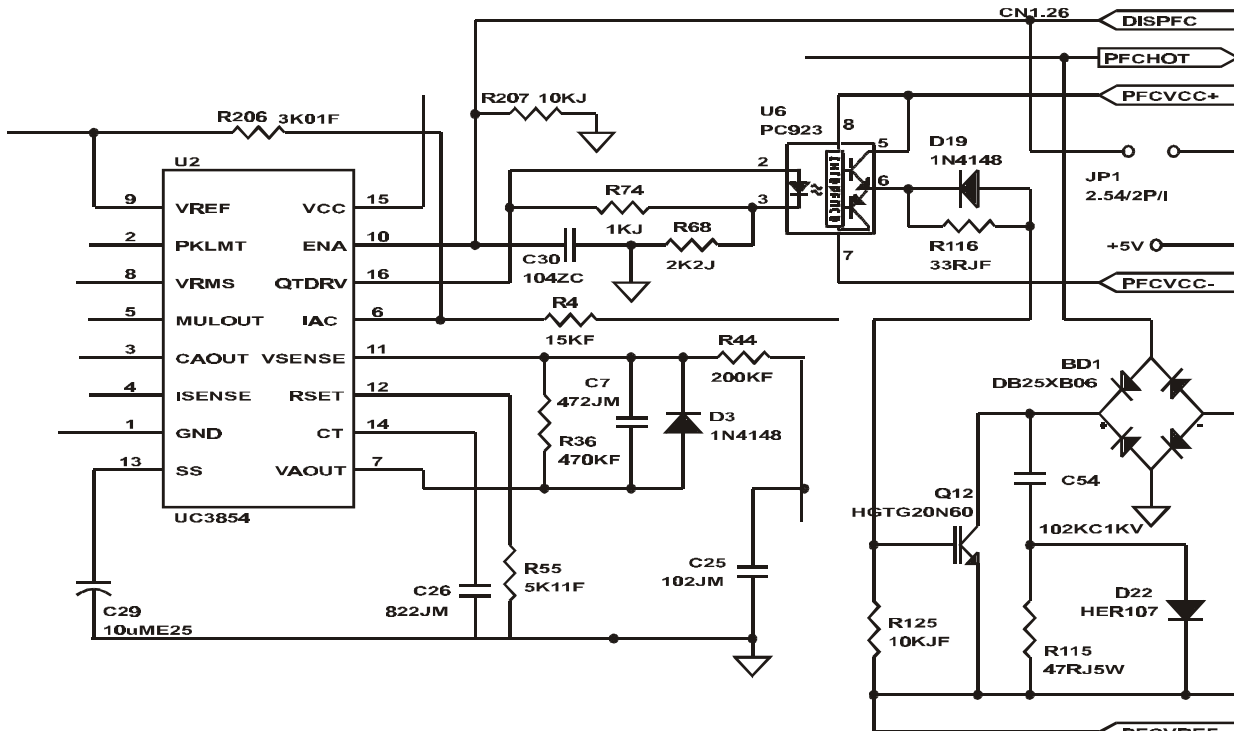 CN1.26
DISPFC
PFCHOT
R207 10KJ
U6
PC923
8
PFCVCC+
R206 3K01F
5
D19
1N4148
U2
2
JP1
2.54/2P/I
6
R74
1KJ
3
9 VREF VCC 15
R68
2K2J
R116
33RJF
2 PKLMT ENA 10
+5V
C30
104ZC
7
8 VRMS QTDRV 16
PFCVCC-
R4
15KF
5 MULOUT IAC 6
R44
200KF
3 CAOUT VSENSE 11
BD1
DB25XB06
C7
472JM
4 ISENSE RSET 12
D3
1N4148
+ -
1 GND CT 14
R36
470KF
13 SS VAOUT 7
C54
Q12
HGTG20N60
UC3854
102KC1KV
R55
5K11F
C25
102JM
C26
822JM
C29
10uME25
D22
HER107
R125
10KJF
R115
47RJ5W